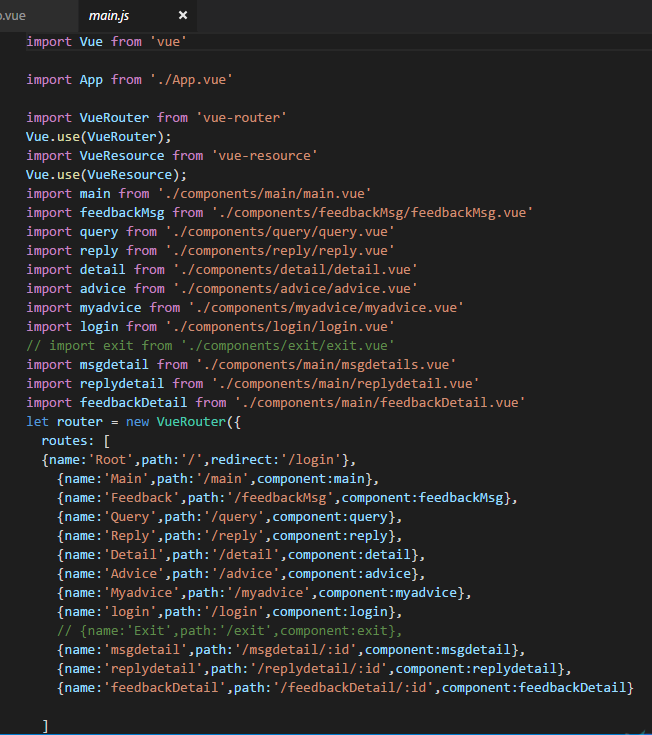 o.vue main.js ×
import Vue from 'vue'
import App from './App.vue'
import VueRouter from 'vue-router'
Vue.use(VueRouter);
import VueResource from 'vue-resource'
Vue.use(VueResource);
import main from './components/main/main.vue'
import feedbackMsg from './components/feedbackMsg/feedbackMsg.vue'
import query from './components/query/query.vue'
import reply from './components/reply/reply.vue'
import detail from './components/detail/detail.vue'
import advice from './components/advice/advice.vue'
import myadvice from './components/myadvice/myadvice.vue'
import login from './components/login/login.vue'
// import exit from './components/exit/exit.vue'
import msgdetail from './components/main/msgdetails.vue'
import replydetail from './components/main/replydetail.vue'
import feedbackDetail from './components/main/feedbackDetail.vue'
let router = new VueRouter({
  routes: [
  {name:'Root',path:'/',redirect:'/login'},
    {name:'Main',path:'/main',component:main},
    {name:'Feedback',path:'/feedbackMsg',component:feedbackMsg},
    {name:'Query',path:'/query',component:query},
    {name:'Reply',path:'/reply',component:reply},
    {name:'Detail',path:'/detail',component:detail},
    {name:'Advice',path:'/advice',component:advice},
    {name:'Myadvice',path:'/myadvice',component:myadvice},
    {name:'login',path:'/login',component:login},
    // {name:'Exit',path:'/exit',component:exit},
    {name:'msgdetail',path:'/msgdetail/:id',component:msgdetail},
    {name:'replydetail',path:'/replydetail/:id',component:replydetail},
    {name:'feedbackDetail',path:'/feedbackDetail/:id',component:feedbackDetail}
  ]